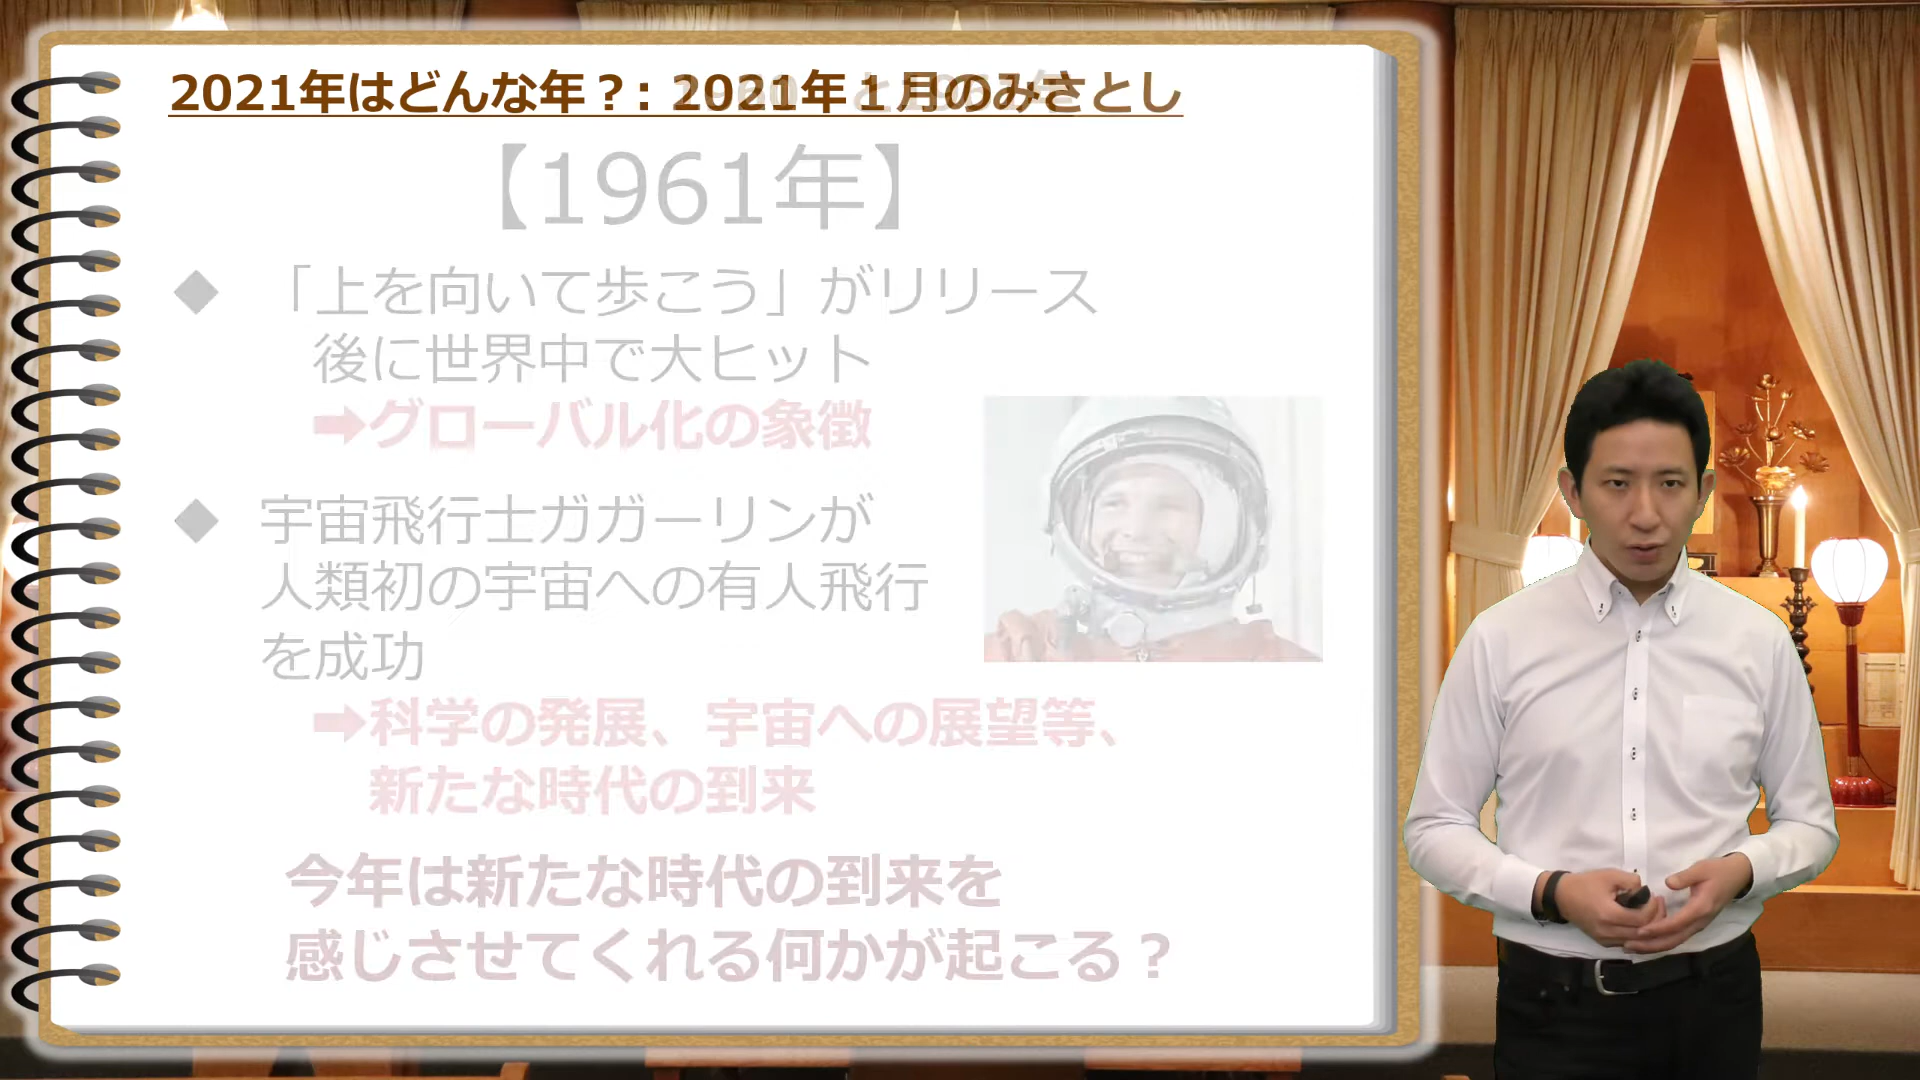 2021年はどんな年？: 2021年１月のみさとし
【1961年】
◆ 「上を向いて歩こう」がリリース
後に世界中で大ヒット
➡グローバル化の象徴
◆ 宇宙飛行士ガガーリンが
人類初の宇宙への有人飛行
を成功
➡科学の発展、宇宙への展望等、
新たな時代の到来
今年は新たな時代の到来を
感じさせてくれる何かが起こる？